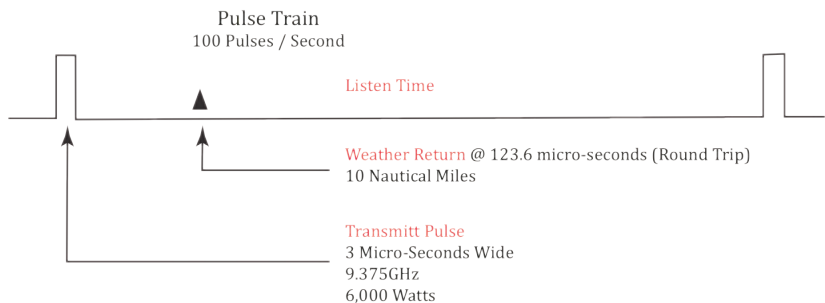 Pulse Train
100 Pulses / Second
Listen Time
Weather Return @ 123.6 micro-seconds (Round Trip)
10 Nautical Miles
Transmitt Pulse
3 Micro-Seconds Wide
9.375GHz
6,000 Watts